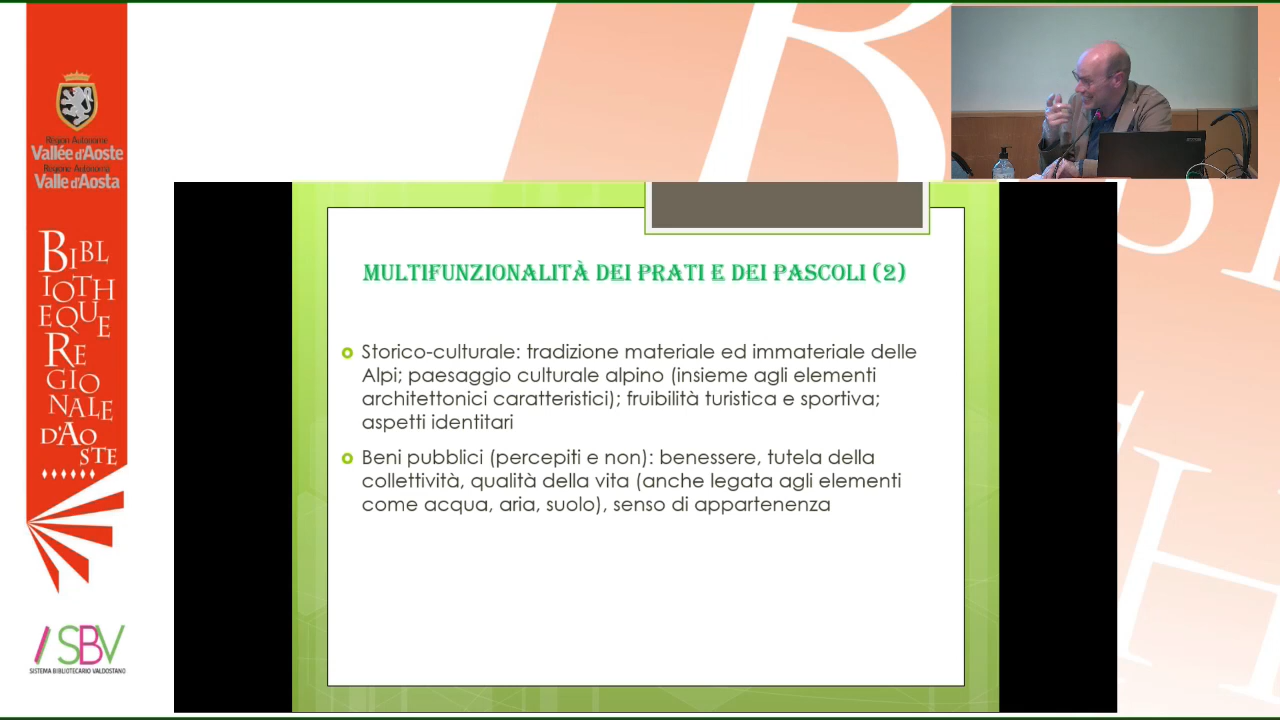 Région Autonome
Vallée d'Aoste
Regione Autonoma
Valle d'Aosta
BIBL
IOTH
EQUE
RE
GIO
NALE
D'AO
STE
/SBV
SISTEMA BIBLIOTECARIO VALDOSTANO
MULTIFUNZIONALITÀ DEI PRATI E DEI PASCOLI (2)
Storico-culturale: tradizione materiale ed immateriale delle
Alpi; paesaggio culturale alpino (insieme agli elementi
architettonici caratteristici); fruibilità turistica e sportiva;
aspetti identitari
Beni pubblici (percepiti e non): benessere, tutela della
collettività, qualità della vita (anche legata agli elementi
come acqua, aria, suolo), senso di appartenenza